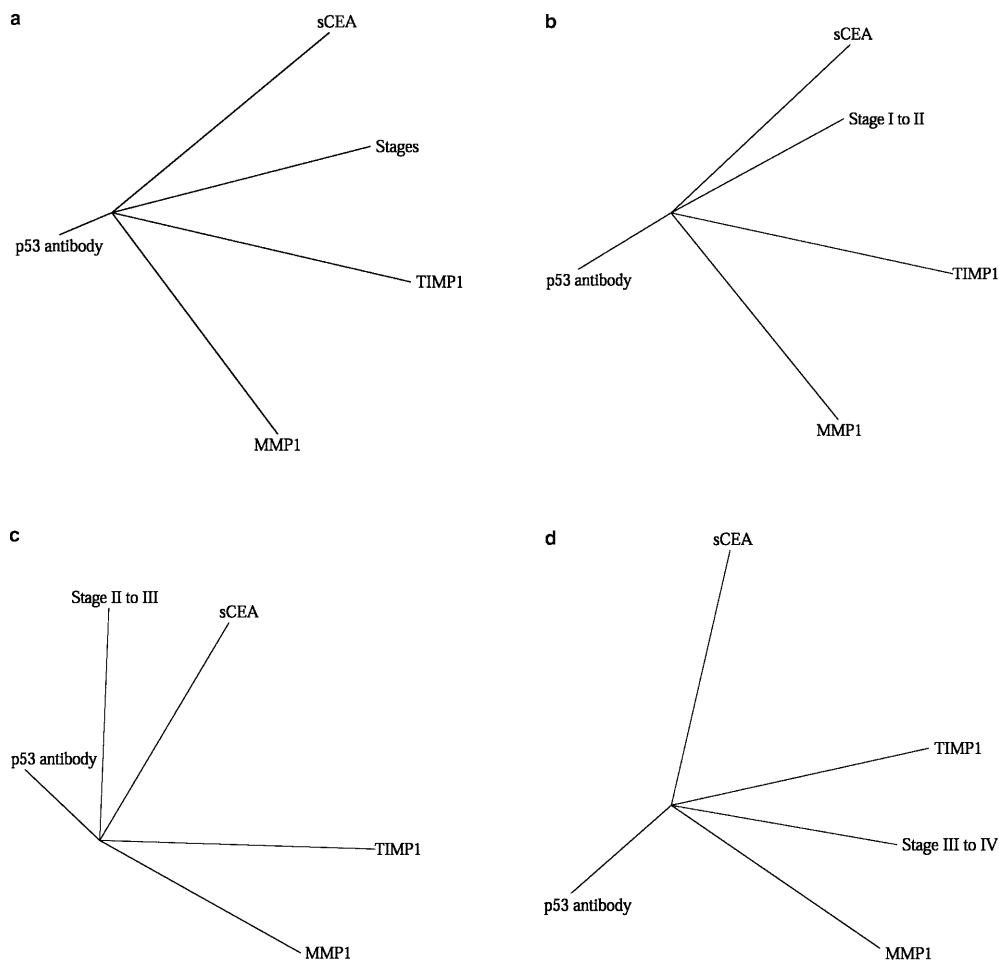 a
sCEA
Stages
p53 antibody
TIMP1
MMP1
b
sCEA
Stage I to II
p53 antibody
TIMP1
MMP1
c
Stage II to III
sCEA
p53 antibody
TIMP1
MMP1
d
sCEA
TIMP1
Stage III to IV
p53 antibody
MMP1